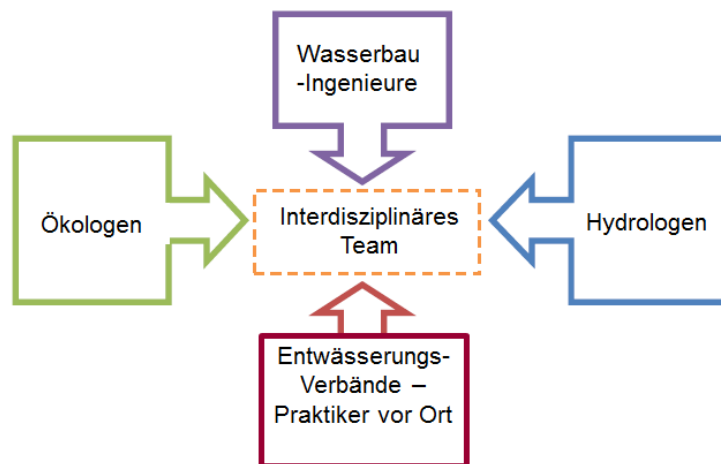 Wasserbau
-Ingenieure
Ökologen
Interdisziplinäres
Team
Hydrologen
Entwässerungs-
Verbände –
Praktiker vor Ort